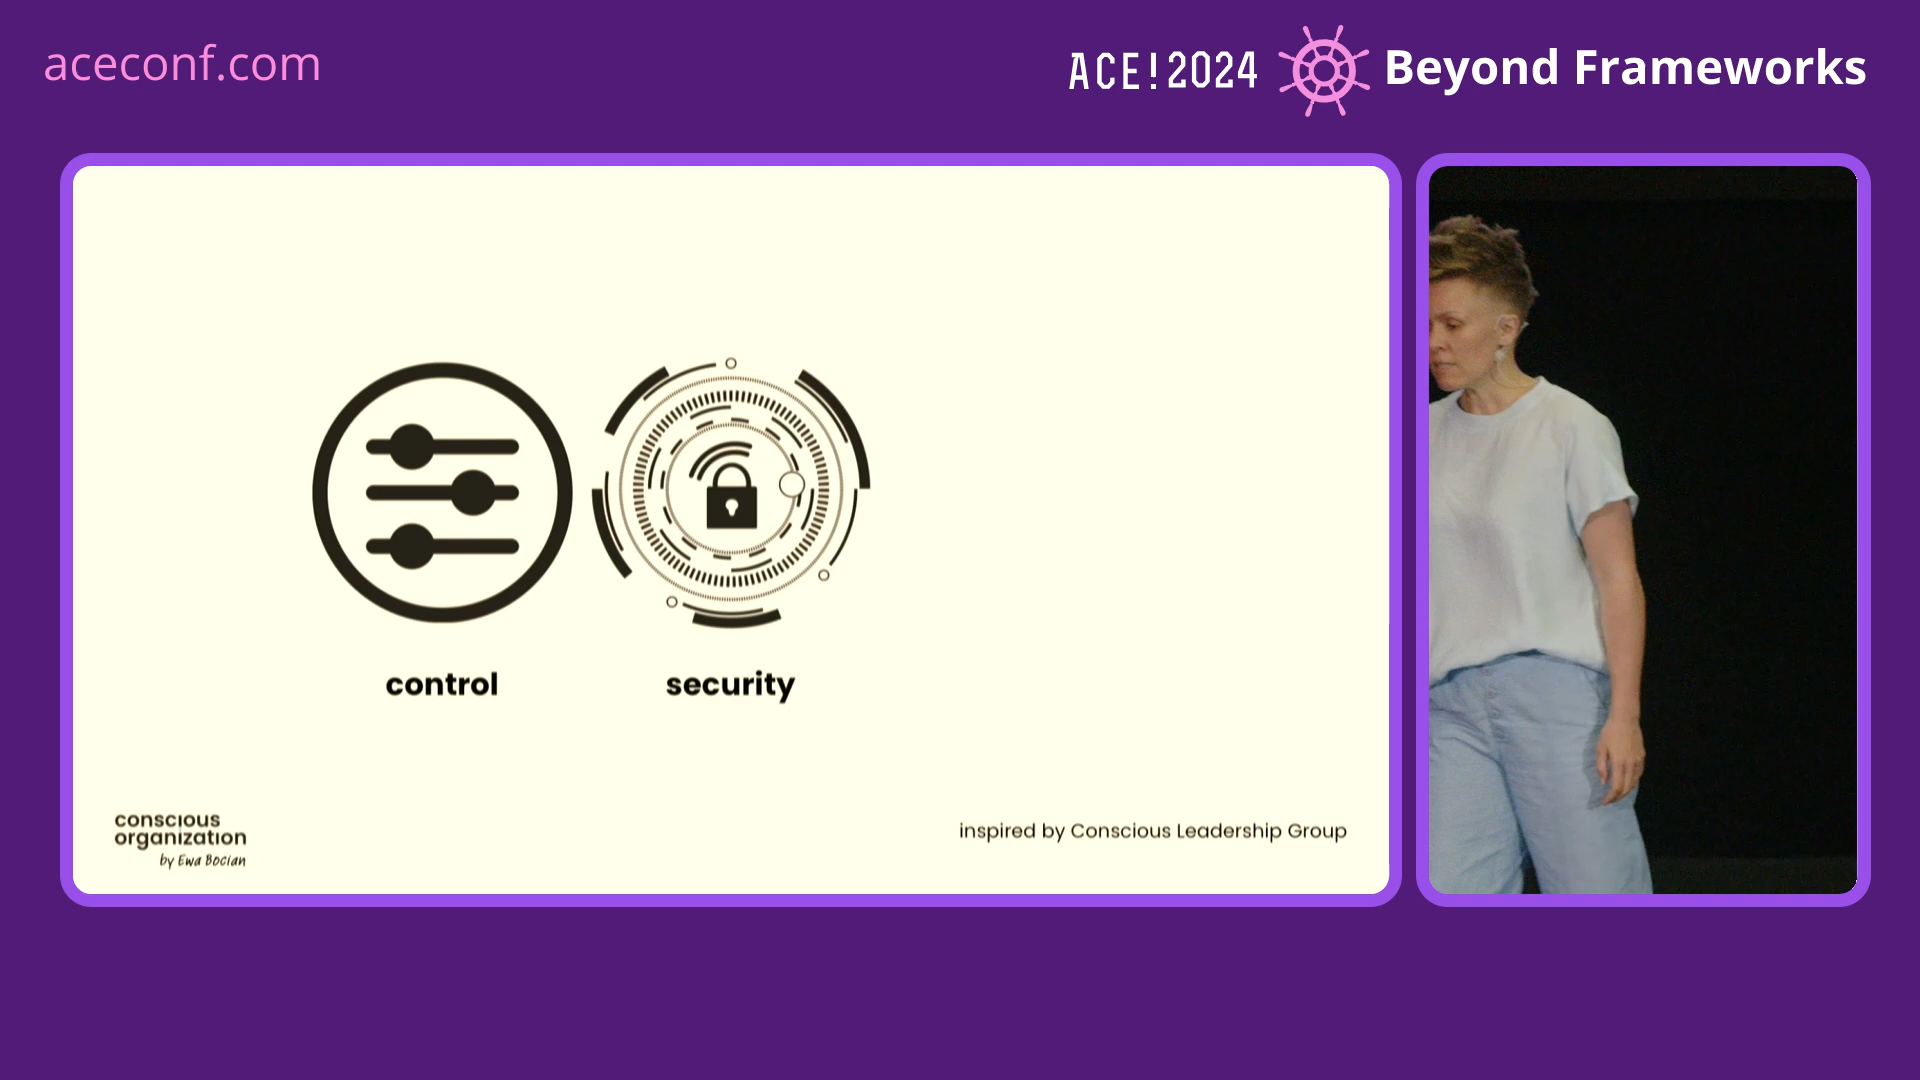 aceconf.com
ACE!2024 Beyond Frameworks
control
security
conscious
organization
by Ewa Bocian
inspired by Conscious Leadership Group